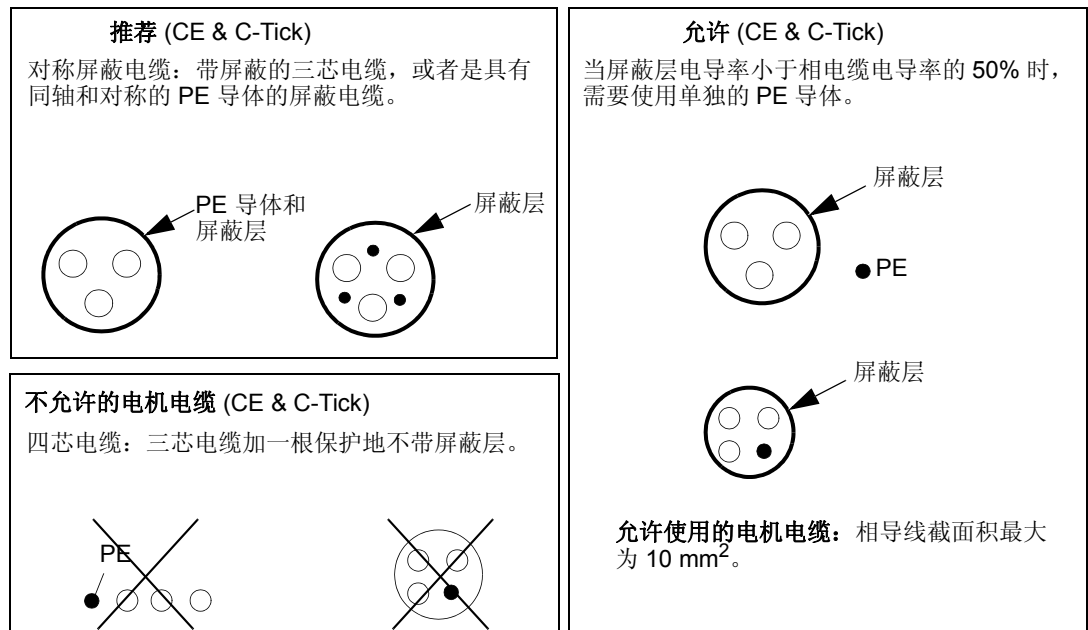 推荐 (CE & C-Tick)
对称屏蔽电缆：带屏蔽的三芯电缆，或者是具有
同轴和对称的 PE 导体的屏蔽电缆。
PE 导体和
屏蔽层
屏蔽层
不允许的电机电缆 (CE & C-Tick)
四芯电缆：三芯电缆加一根保护地不带屏蔽层。
PE
允许 (CE & C-Tick)
当屏蔽层电导率小于相电缆电导率的 50% 时，
需要使用单独的 PE 导体。
屏蔽层
PE
屏蔽层
允许使用的电机电缆：相导线截面积最大
为 10 mm²。